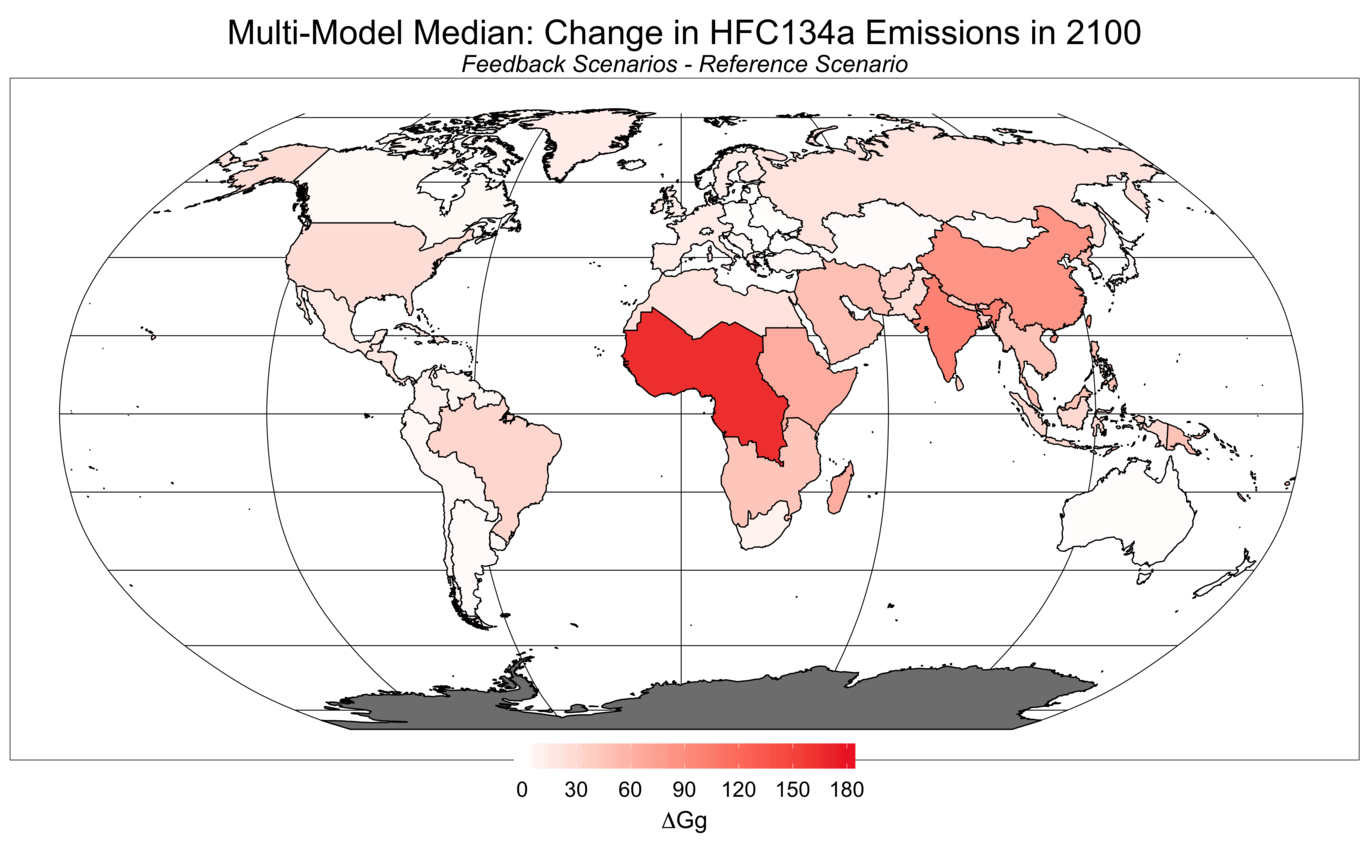 Multi-Model Median: Change in HFC134a Emissions in 2100
Feedback Scenarios - Reference Scenario
0 30 60 90 120 150 180
ΔGg